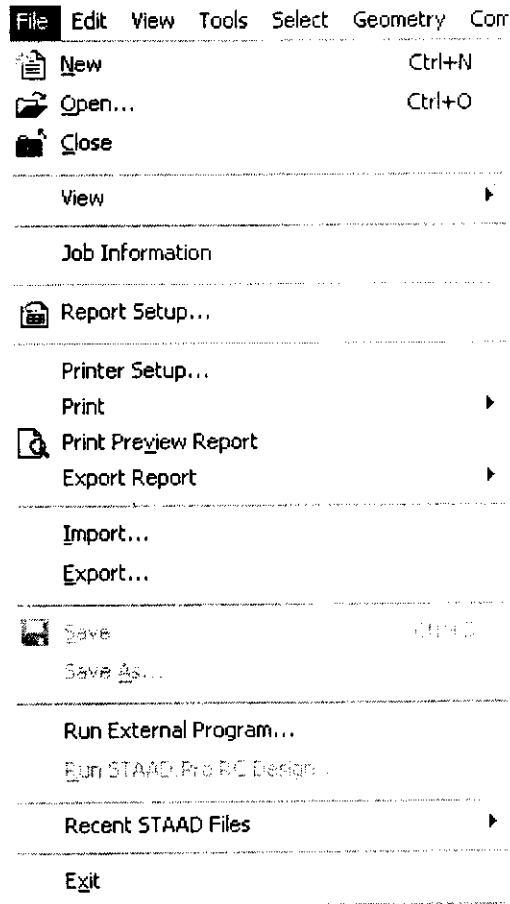 File Edit View Tools Select Geometry Com
New Ctrl+N
Open... Ctrl+O
Close
View
Job Information
Report Setup...
Printer Setup...
Print
Print Preview Report
Export Report
Import...
Export...
Save Ctrl+S
Save As...
Run External Program...
Run STAAD.Pro RC Design...
Recent STAAD Files
Exit